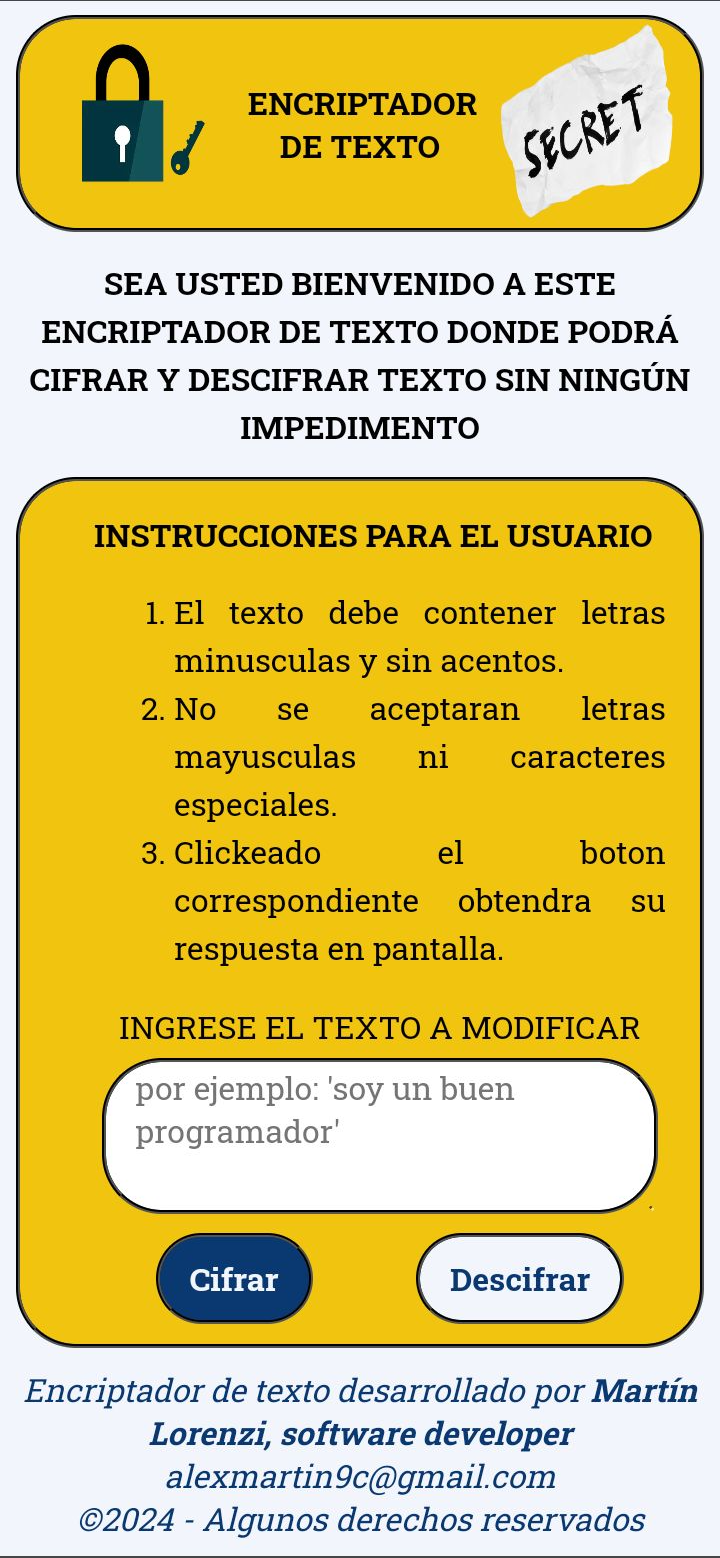 ENCRIPTADOR
DE TEXTO
SECRET
SEA USTED BIENVENIDO A ESTE
ENCRIPTADOR DE TEXTO DONDE PODRÁ
CIFRAR Y DESCIFRAR TEXTO SIN NINGÚN
IMPEDIMENTO
INSTRUCCIONES PARA EL USUARIO
1. El texto debe contener letras
minusculas y sin acentos.
2. No se aceptaran letras
mayusculas ni caracteres
especiales.
3. Clickeado el boton
correspondiente obtendra su
respuesta en pantalla.
INGRESE EL TEXTO A MODIFICAR
por ejemplo: 'soy un buen
programador'
Cifrar Descifrar
Encriptador de texto desarrollado por Martín
Lorenzi, software developer
alexmartin9c@gmail.com
©2024 - Algunos derechos reservados